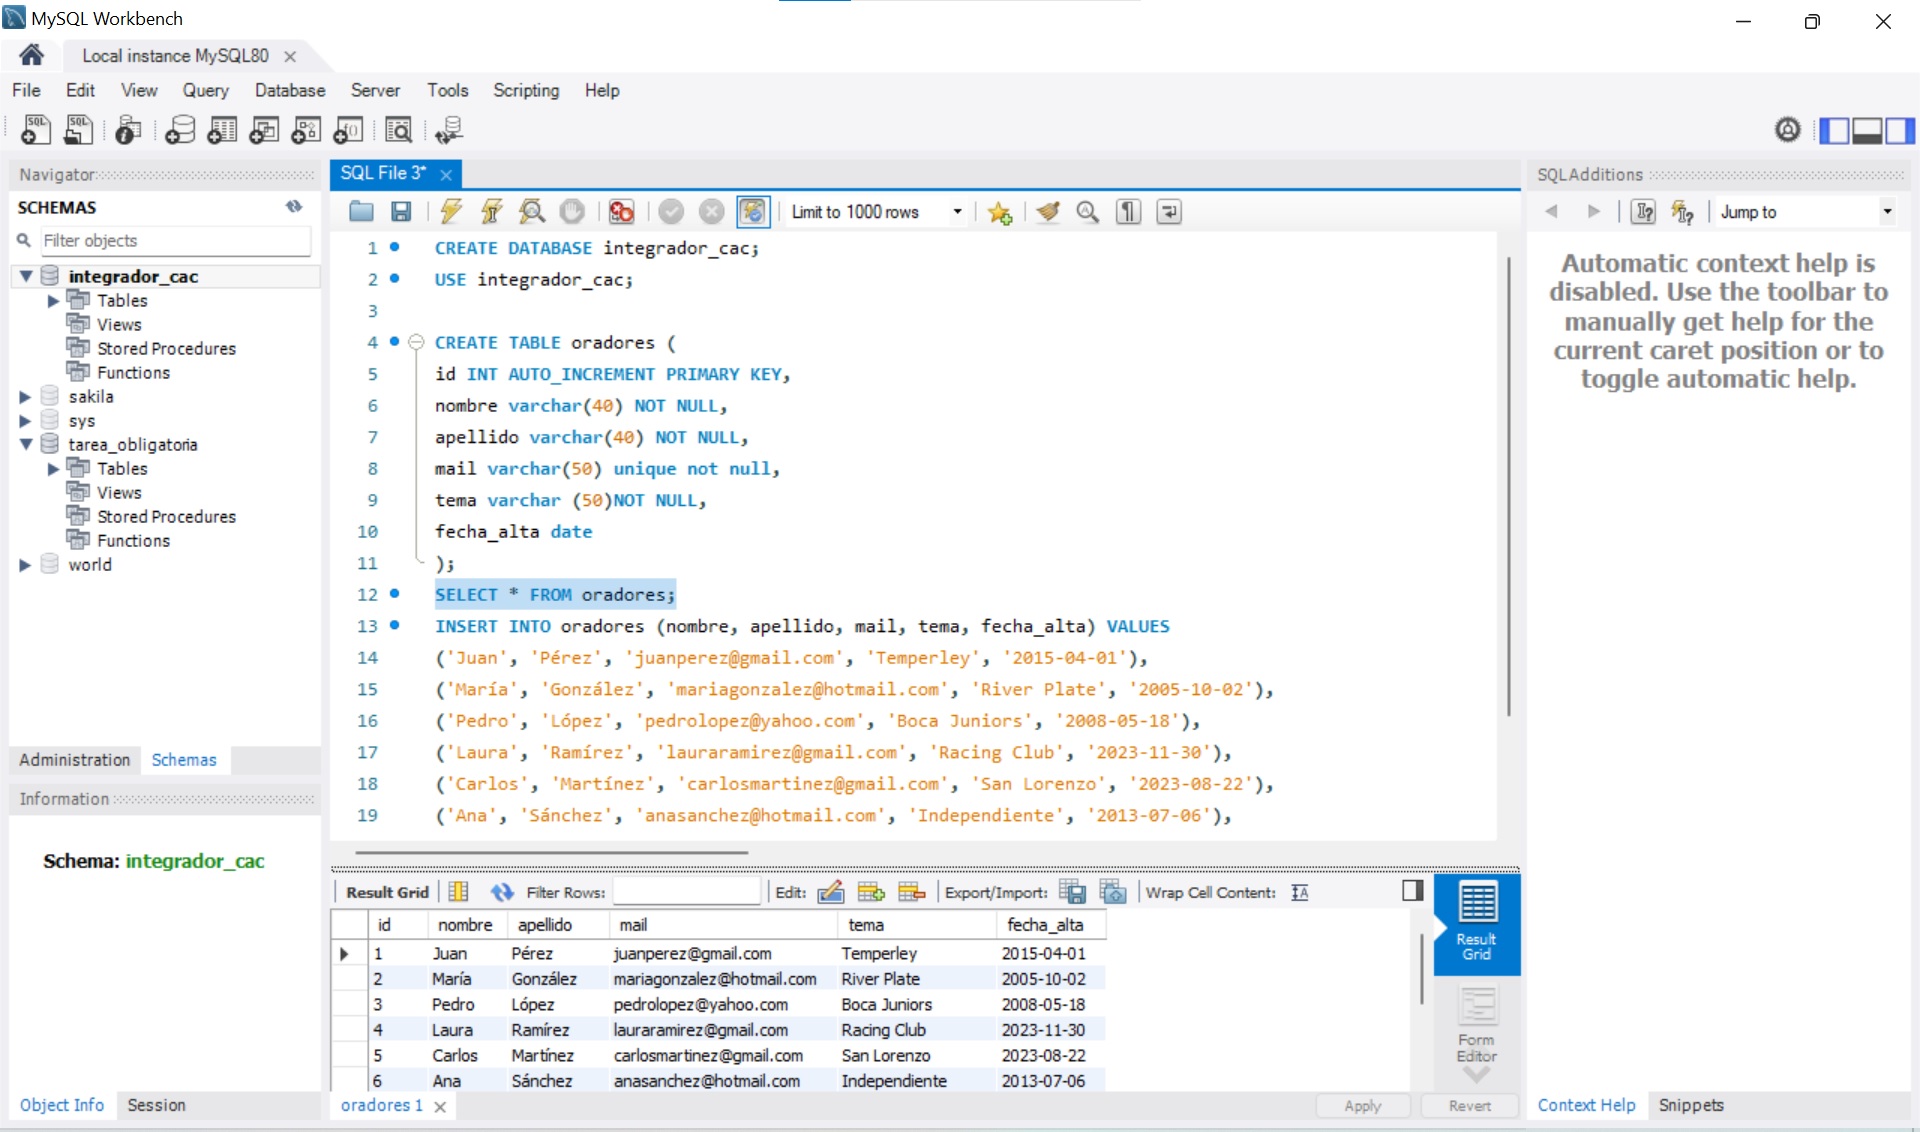 MySQL Workbench
Local instance MySQL80
File Edit View Query Database Server Tools Scripting Help
Navigator
SCHEMAS
Filter objects
integrador_cac
Tables
Views
Stored Procedures
Functions
sakila
sys
tarea_obligatoria
Tables
Views
Stored Procedures
Functions
world
Administration Schemas
Information
Schema: integrador_cac
Object Info Session
SQL File 3*
Limit to 1000 rows
1 CREATE DATABASE integrador_cac;
2 USE integrador_cac;
3
4 CREATE TABLE oradores (
5 id INT AUTO_INCREMENT PRIMARY KEY,
6 nombre varchar(40) NOT NULL,
7 apellido varchar(40) NOT NULL,
8 mail varchar(50) unique not null,
9 tema varchar (50)NOT NULL,
10 fecha_alta date
11 );
12 SELECT * FROM oradores;
13 INSERT INTO oradores (nombre, apellido, mail, tema, fecha_alta) VALUES
14 ('Juan', 'Pérez', 'juanperez@gmail.com', 'Temperley', '2015-04-01'),
15 ('María', 'González', 'mariagonzalez@hotmail.com', 'River Plate', '2005-10-02'),
16 ('Pedro', 'López', 'pedrolopez@yahoo.com', 'Boca Juniors', '2008-05-18'),
17 ('Laura', 'Ramírez', 'lauraramirez@gmail.com', 'Racing Club', '2023-11-30'),
18 ('Carlos', 'Martínez', 'carlosmartinez@gmail.com', 'San Lorenzo', '2023-08-22'),
19 ('Ana', 'Sánchez', 'anasanchez@hotmail.com', 'Independiente', '2013-07-06'),
Result Grid Filter Rows: Edit: Export/Import: Wrap Cell Content:
id nombre apellido mail tema fecha_alta
1 Juan Pérez juanperez@gmail.com Temperley 2015-04-01
2 María González mariagonzalez@hotmail.com River Plate 2005-10-02
3 Pedro López pedrolopez@yahoo.com Boca Juniors 2008-05-18
4 Laura Ramírez lauraramirez@gmail.com Racing Club 2023-11-30
5 Carlos Martínez carlosmartinez@gmail.com San Lorenzo 2023-08-22
6 Ana Sánchez anasanchez@hotmail.com Independiente 2013-07-06
Result
Grid
Form
Editor
oradores 1 Apply Revert
SQLAdditions
Jump to
Automatic context help is
disabled. Use the toolbar to
manually get help for the
current caret position or to
toggle automatic help.
Context Help Snippets